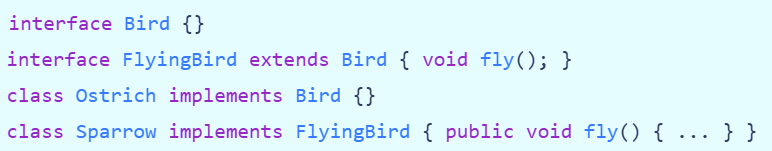 interface Bird {}
interface FlyingBird extends Bird { void fly(); }
class Ostrich implements Bird {}
class Sparrow implements FlyingBird { public void fly() { ... } }